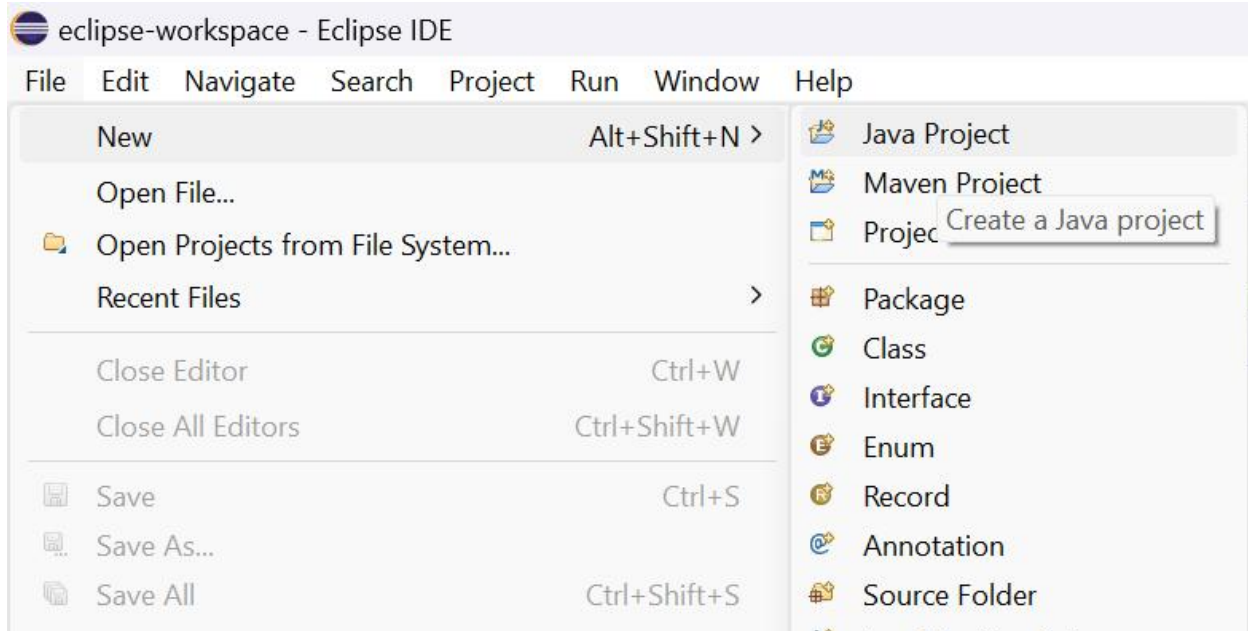 eclipse-workspace - Eclipse IDE
File Edit Navigate Search Project Run Window Help
New Alt+Shift+N >
Open File...
Open Projects from File System...
Recent Files >
Close Editor Ctrl+W
Close All Editors Ctrl+Shift+W
Save Ctrl+S
Save As...
Save All Ctrl+Shift+S
Java Project
Maven Project
Create a Java project
Package
Class
Interface
Enum
Record
Annotation
Source Folder